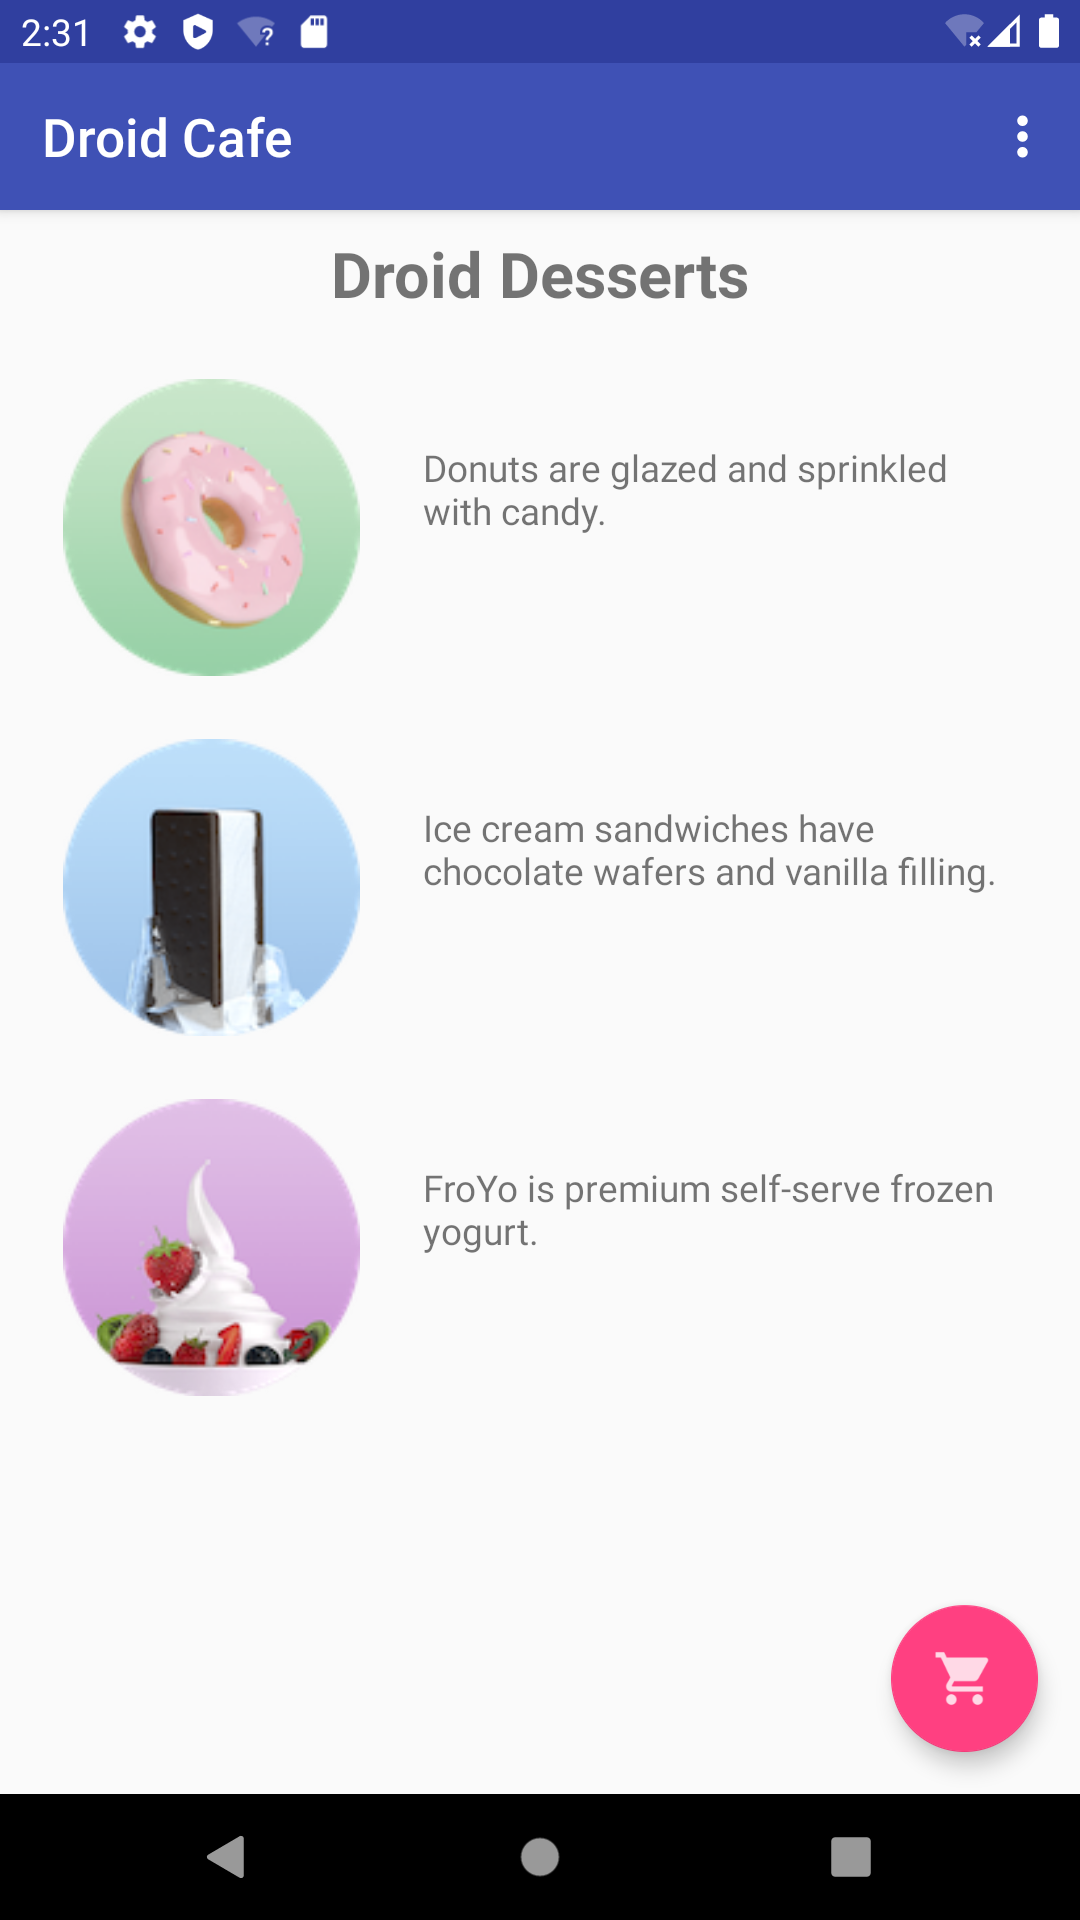 2:31
Droid Cafe
Droid Desserts
Donuts are glazed and sprinkled
with candy.
Ice cream sandwiches have
chocolate wafers and vanilla filling.
FroYo is premium self-serve frozen
yogurt.